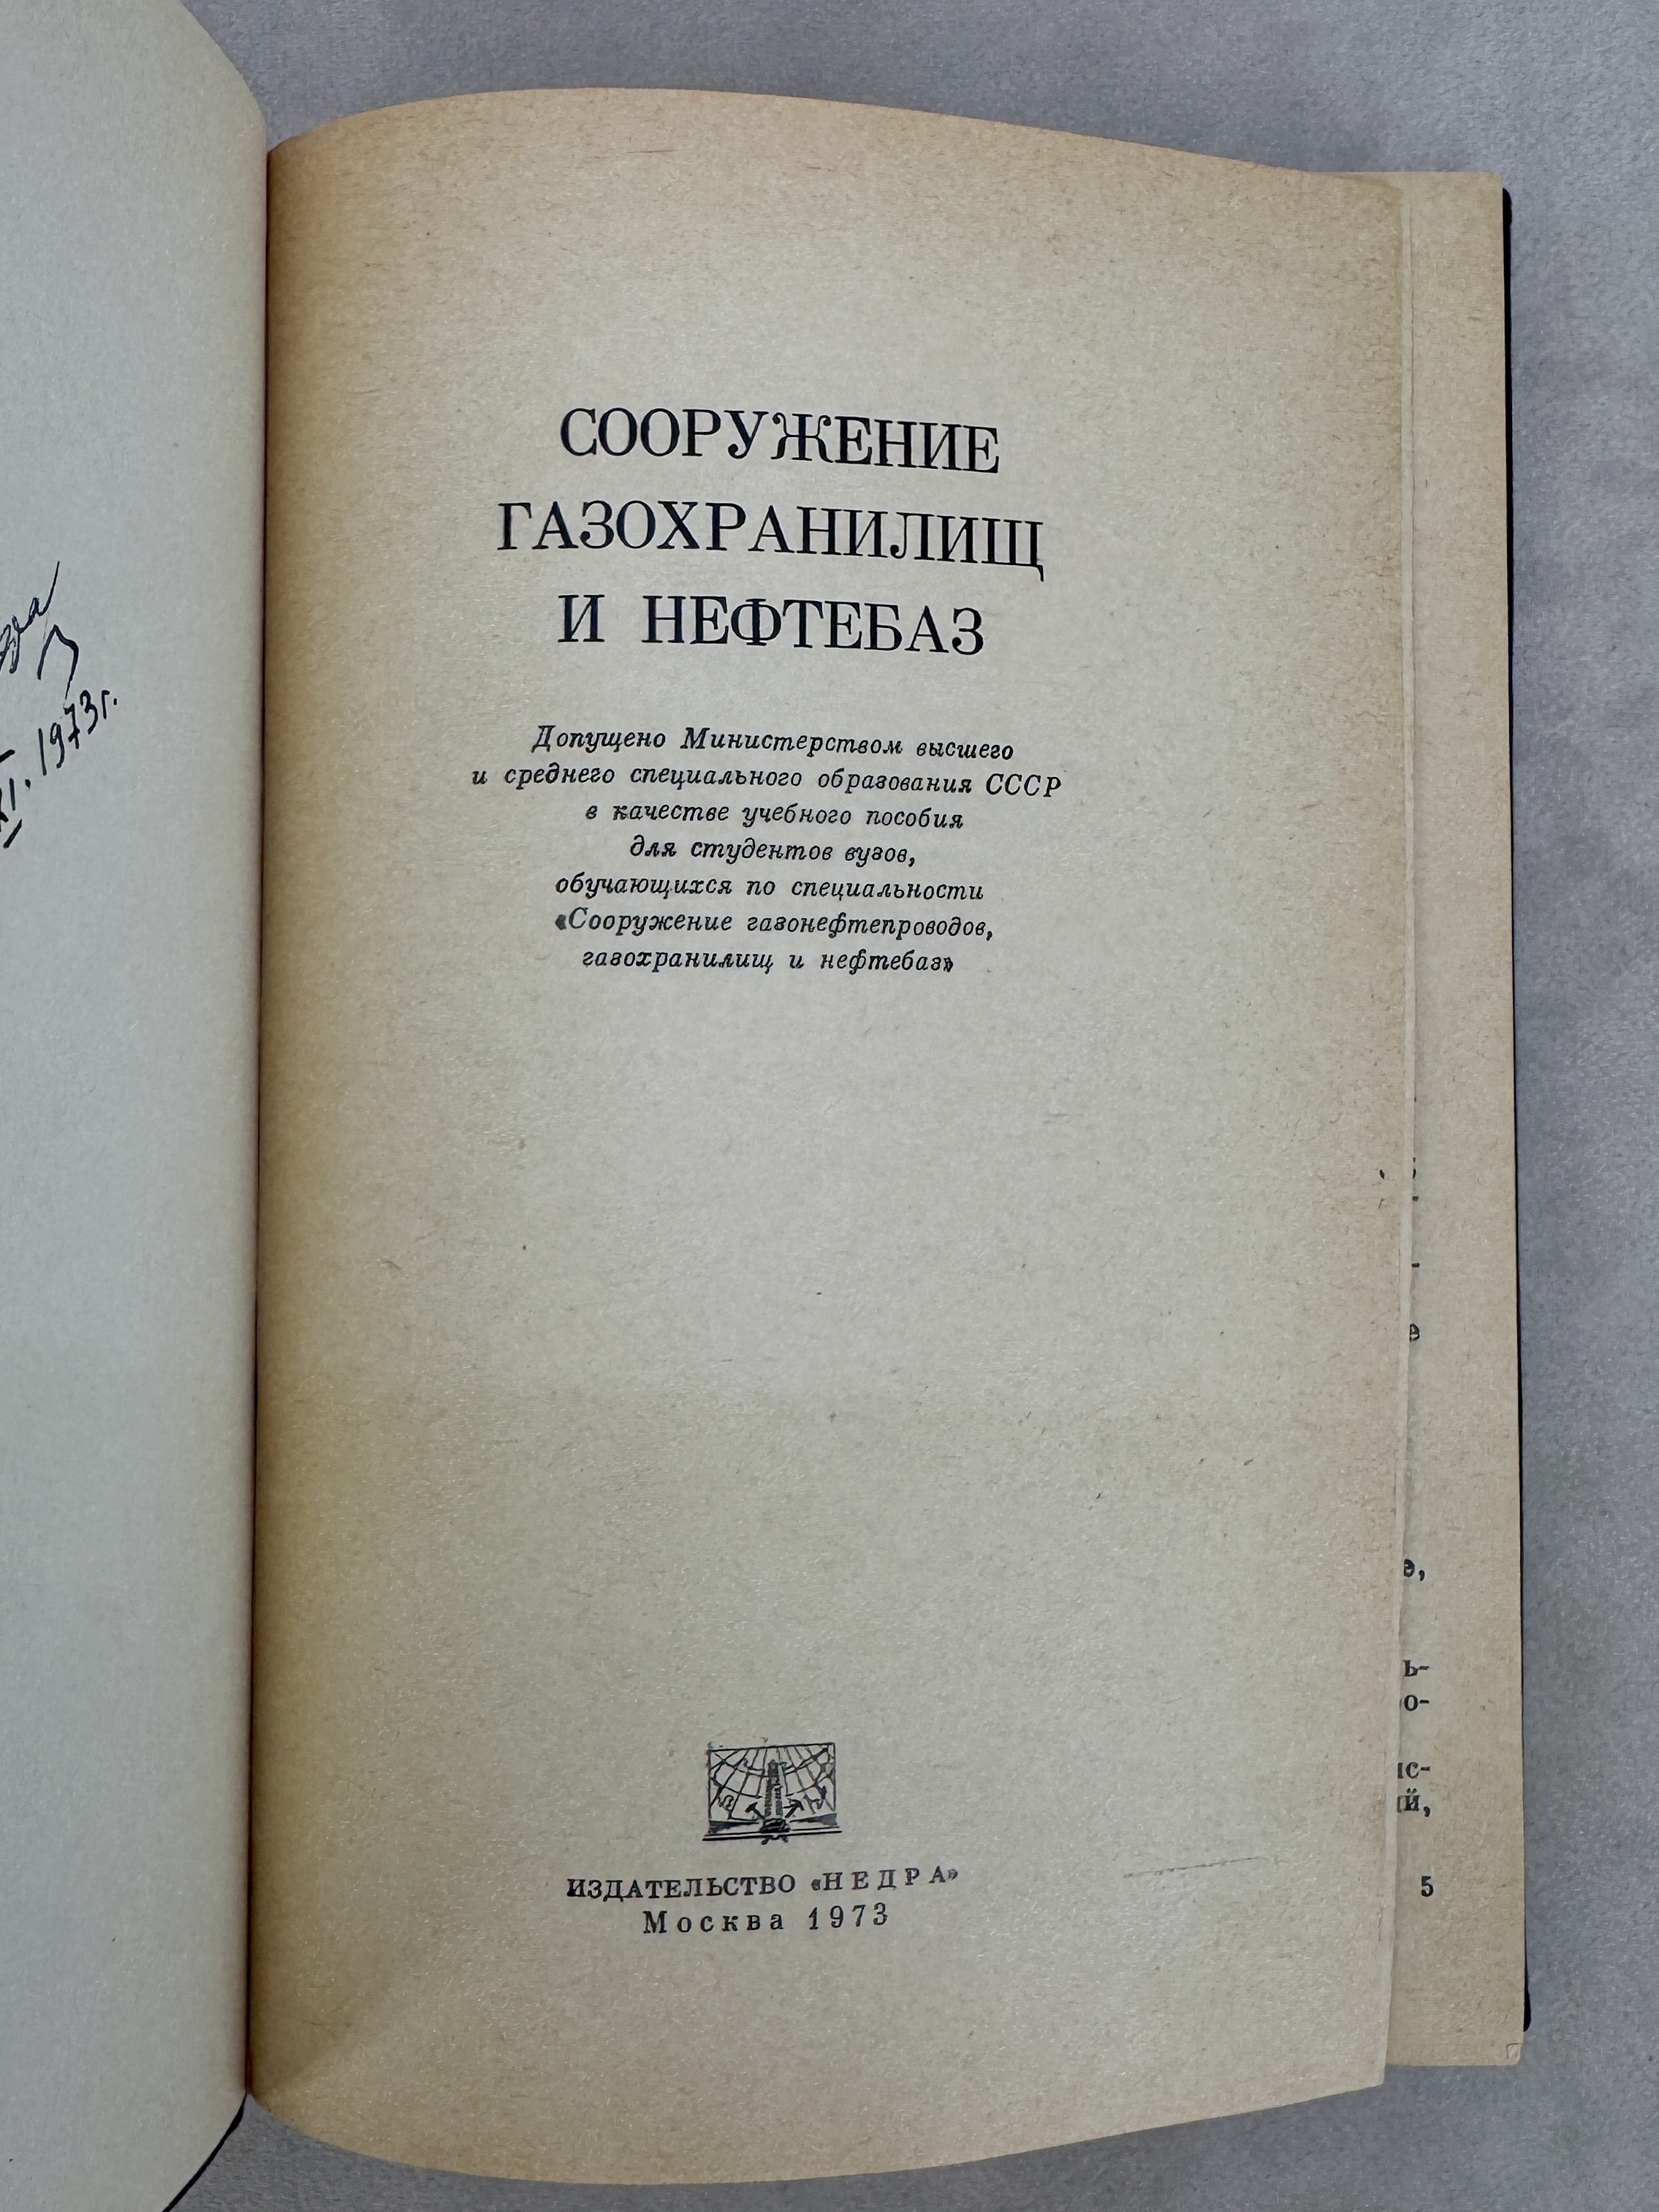 1973г.
СООРУЖЕНИЕ
ГАЗОХРАНИЛИЩ
И НЕФТЕБАЗ
Допущено Министерством высшего
и среднего специального образования СССР
в качестве учебного пособия
для студентов вузов,
обучающихся по специальности
«Сооружение газонефтепроводов,
газохранилищ и нефтебаз»
ИЗДАТЕЛЬСТВО «НЕДРА»
Москва 1973
ь-
о-
с-
й,
5